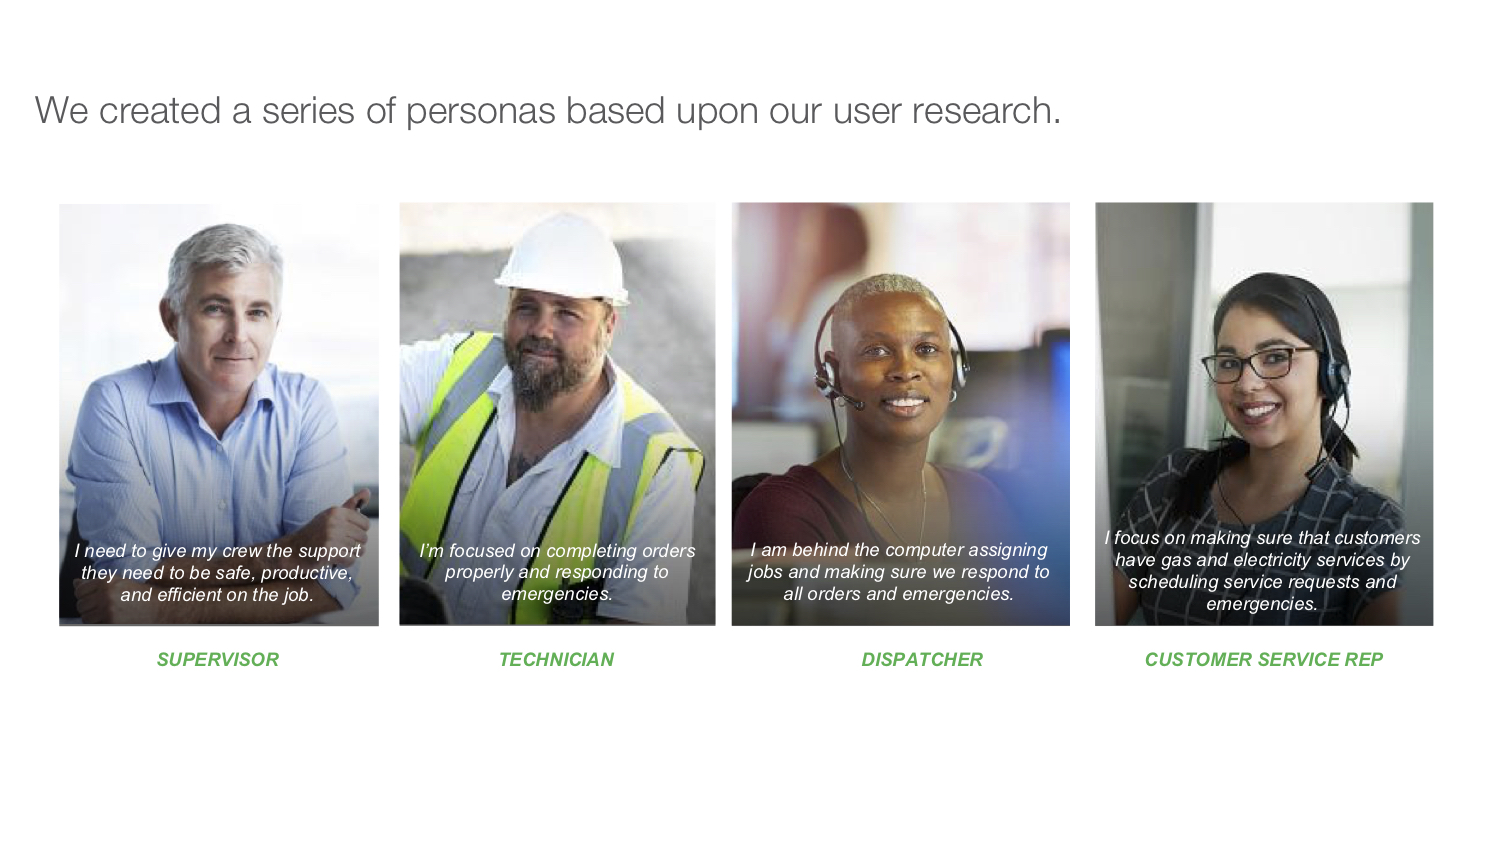 We created a series of personas based upon our user research.
I need to give my crew the support
they need to be safe, productive,
and efficient on the job.
SUPERVISOR
I'm focused on completing orders
properly and responding to
emergencies.
TECHNICIAN
I am behind the computer assigning
jobs and making sure we respond to
all orders and emergencies.
DISPATCHER
I focus on making sure that customers
have gas and electricity services by
scheduling service requests and
emergencies.
CUSTOMER SERVICE REP